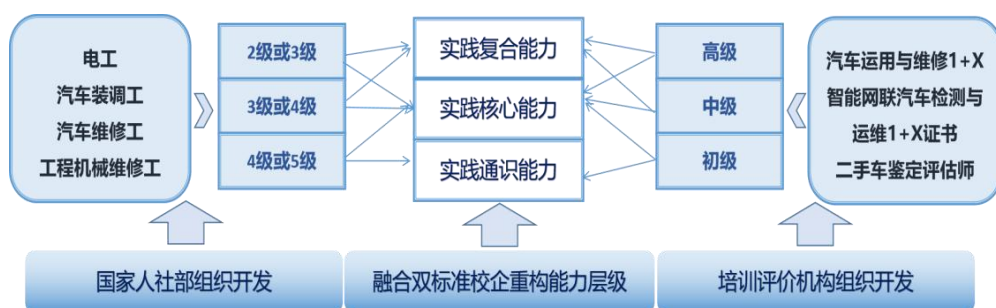 电工
汽车装调工
汽车维修工
工程机械维修工
2级或3级
3级或4级
4级或5级
实践复合能力
实践核心能力
实践通识能力
高级
中级
初级
汽车运用与维修1+X
智能网联汽车检测与
运维1+X证书
二手车鉴定评估师
国家人社部组织开发
融合双标准校企重构能力层级
培训评价机构组织开发